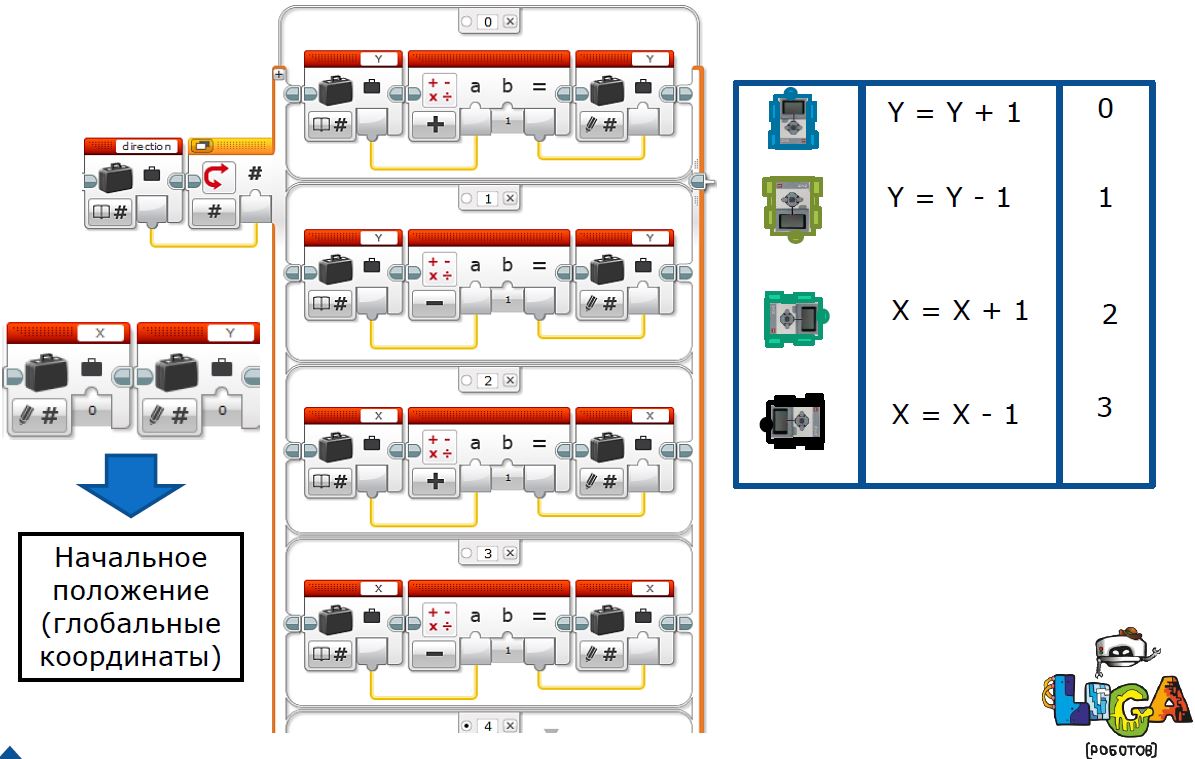 0
Y
a b =
Y
#
1
#
direction
#
#
#
1
Y
a b =
Y
#
1
#
X
Y
#
0
#
0
2
X
a b =
X
#
1
#
3
X
a b =
X
#
1
#
4
Начальное
положение
(глобальные
координаты)
Y = Y + 1
0
Y = Y - 1
1
X = X + 1
2
X = X - 1
3
LIGA
[РОБОТОВ]